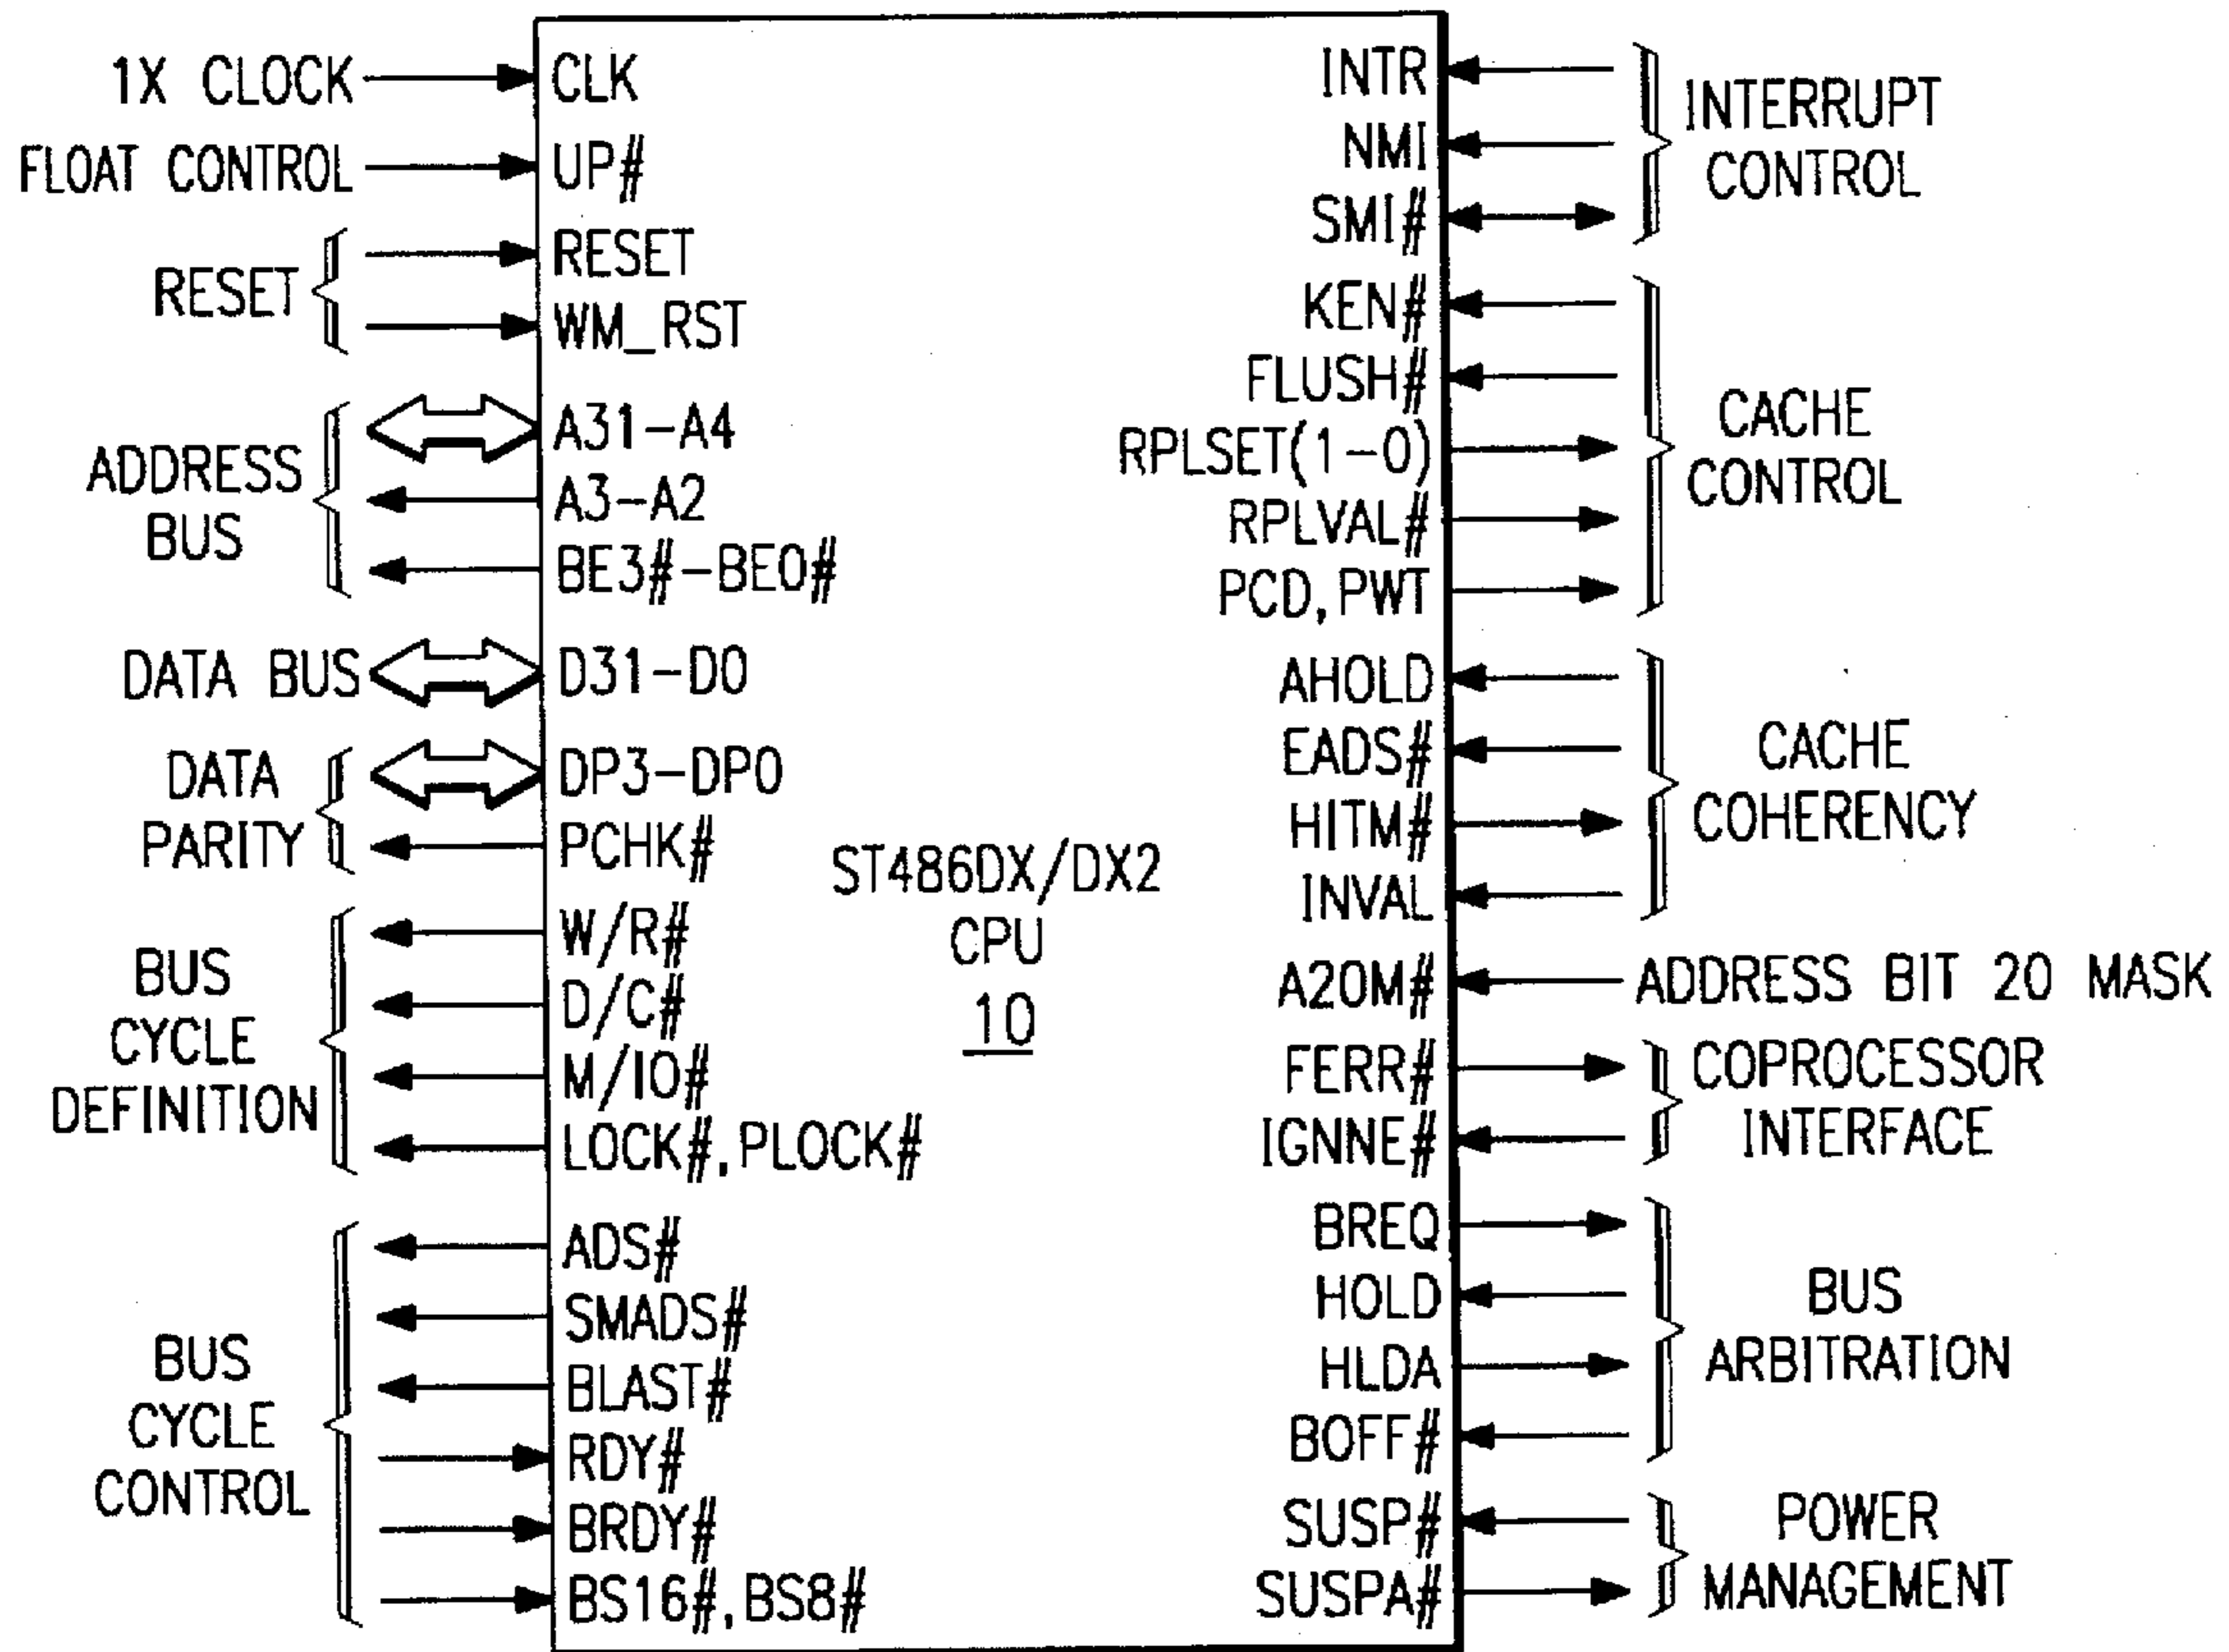 1X CLOCK
FLOAT CONTROL
RESET
ADDRESS
BUS
DATA BUS
DATA
PARITY
BUS
CYCLE
DEFINITION
BUS
CYCLE
CONTROL
CLK
UP#
RESET
WM_RST
A31-A4
A3-A2
BE3#-BE0#
D31-D0
DP3-DP0
PCHK#
W/R#
D/C#
M/IO#
LOCK#,PLOCK#
ADS#
SMADS#
BLAST#
RDY#
BRDY#
BS16#,BS8#
ST486DX/DX2
CPU
10
INTR
NMI
SMI#
KEN#
FLUSH#
RPLSET(1-0)
RPLVAL#
PCD,PWT
AHOLD
EADS#
HITM#
INVAL
A20M#
FERR#
IGNNE#
BREQ
HOLD
HLDA
BOFF#
SUSP#
SUSPA#
INTERRUPT
CONTROL
CACHE
CONTROL
CACHE
COHERENCY
ADDRESS BIT 20 MASK
COPROCESSOR
INTERFACE
BUS
ARBITRATION
POWER
MANAGEMENT